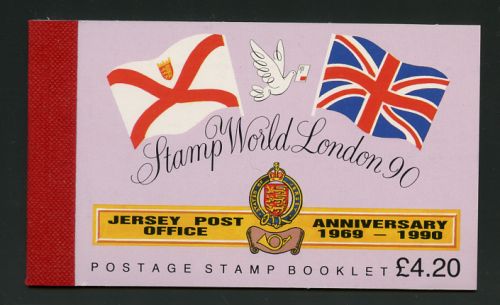 Stamp World London 90
JERSEY POST OFFICE
ANNIVERSARY 1969 - 1990
POSTAGE STAMP BOOKLET £4.20